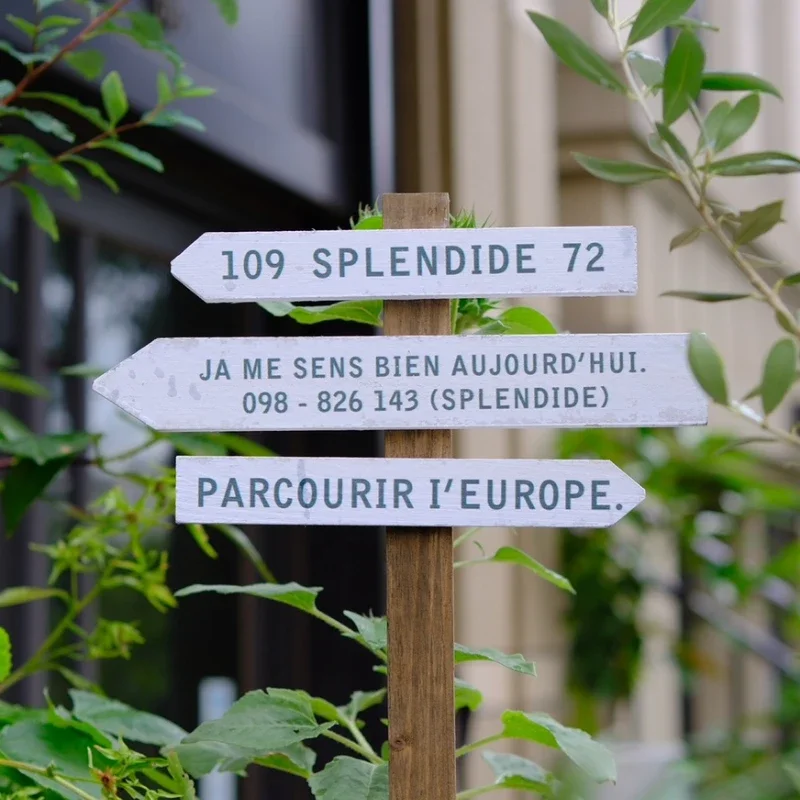 109 SPLENDIDE 72
JA ME SENS BIEN AUJOURD'HUI.
098 - 826 143 (SPLENDIDE)
PARCOURIR I'EUROPE.